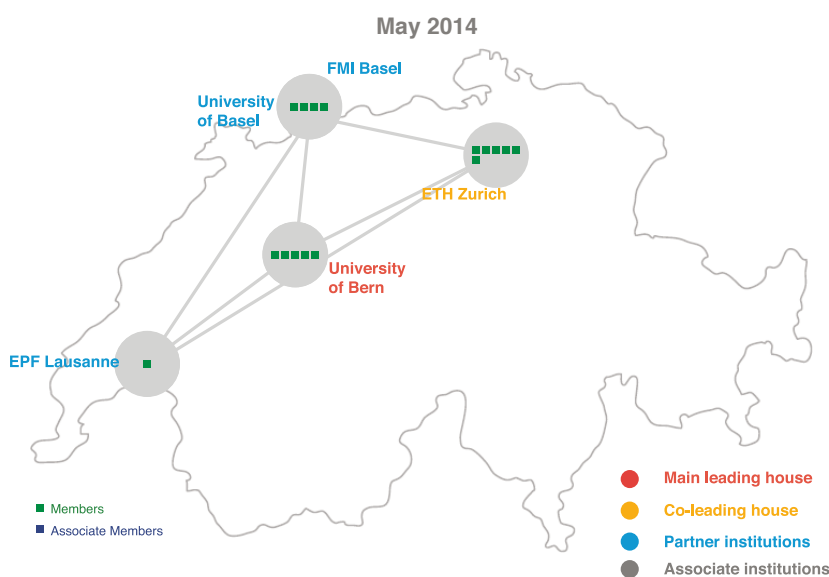 May 2014
FMI Basel
University
of Basel
ETH Zurich
University
of Bern
EPF Lausanne
Members
Associate Members
Main leading house
Co-leading house
Partner institutions
Associate institutions